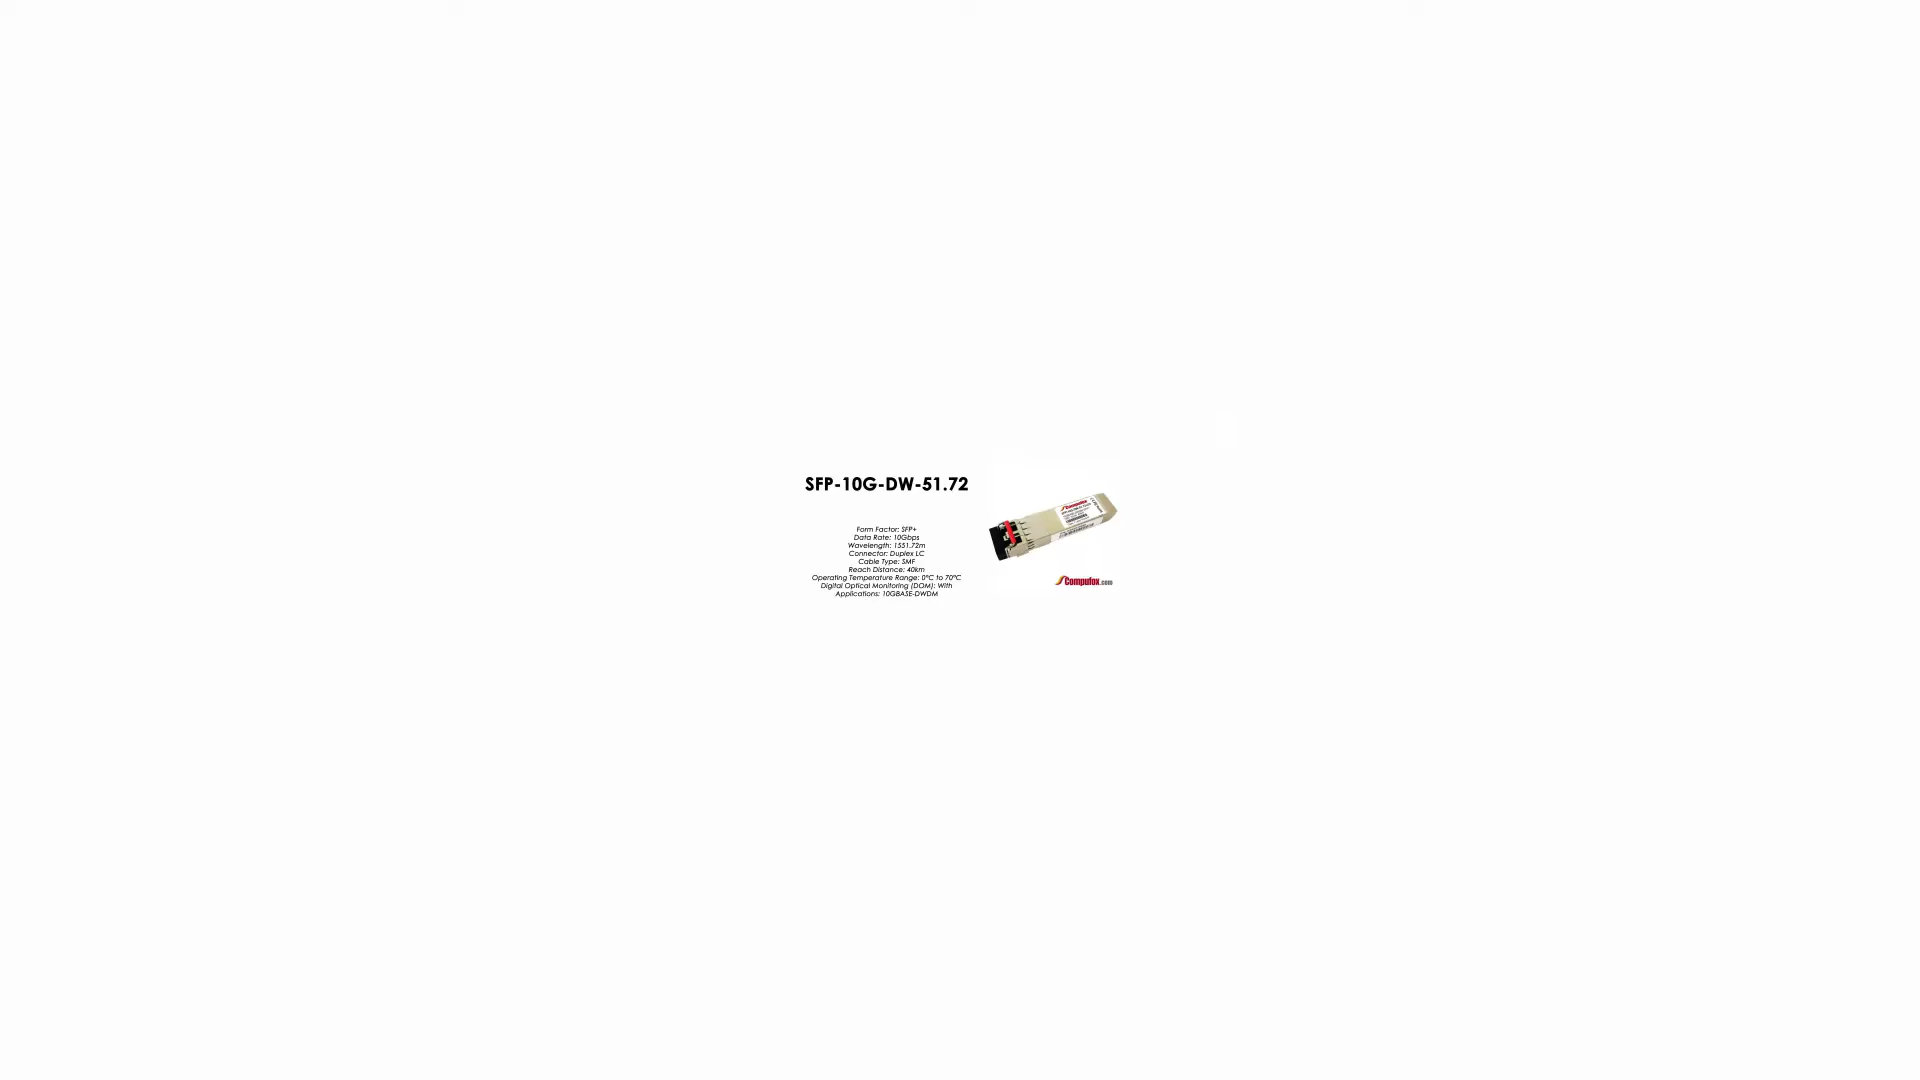 SFP-10G-DW-51.72
Form Factor: SFP+
Data Rate: 10Gbps
Wavelength: 1551.72m
Connector: Duplex LC
Cable Type: SMF
Reach Distance: 40km
Operating Temperature Range: 0°C to 70°C
Digital Optical Monitoring (DOM): With
Applications: 10GBASE-DWDM
Compufox
Compufox.com